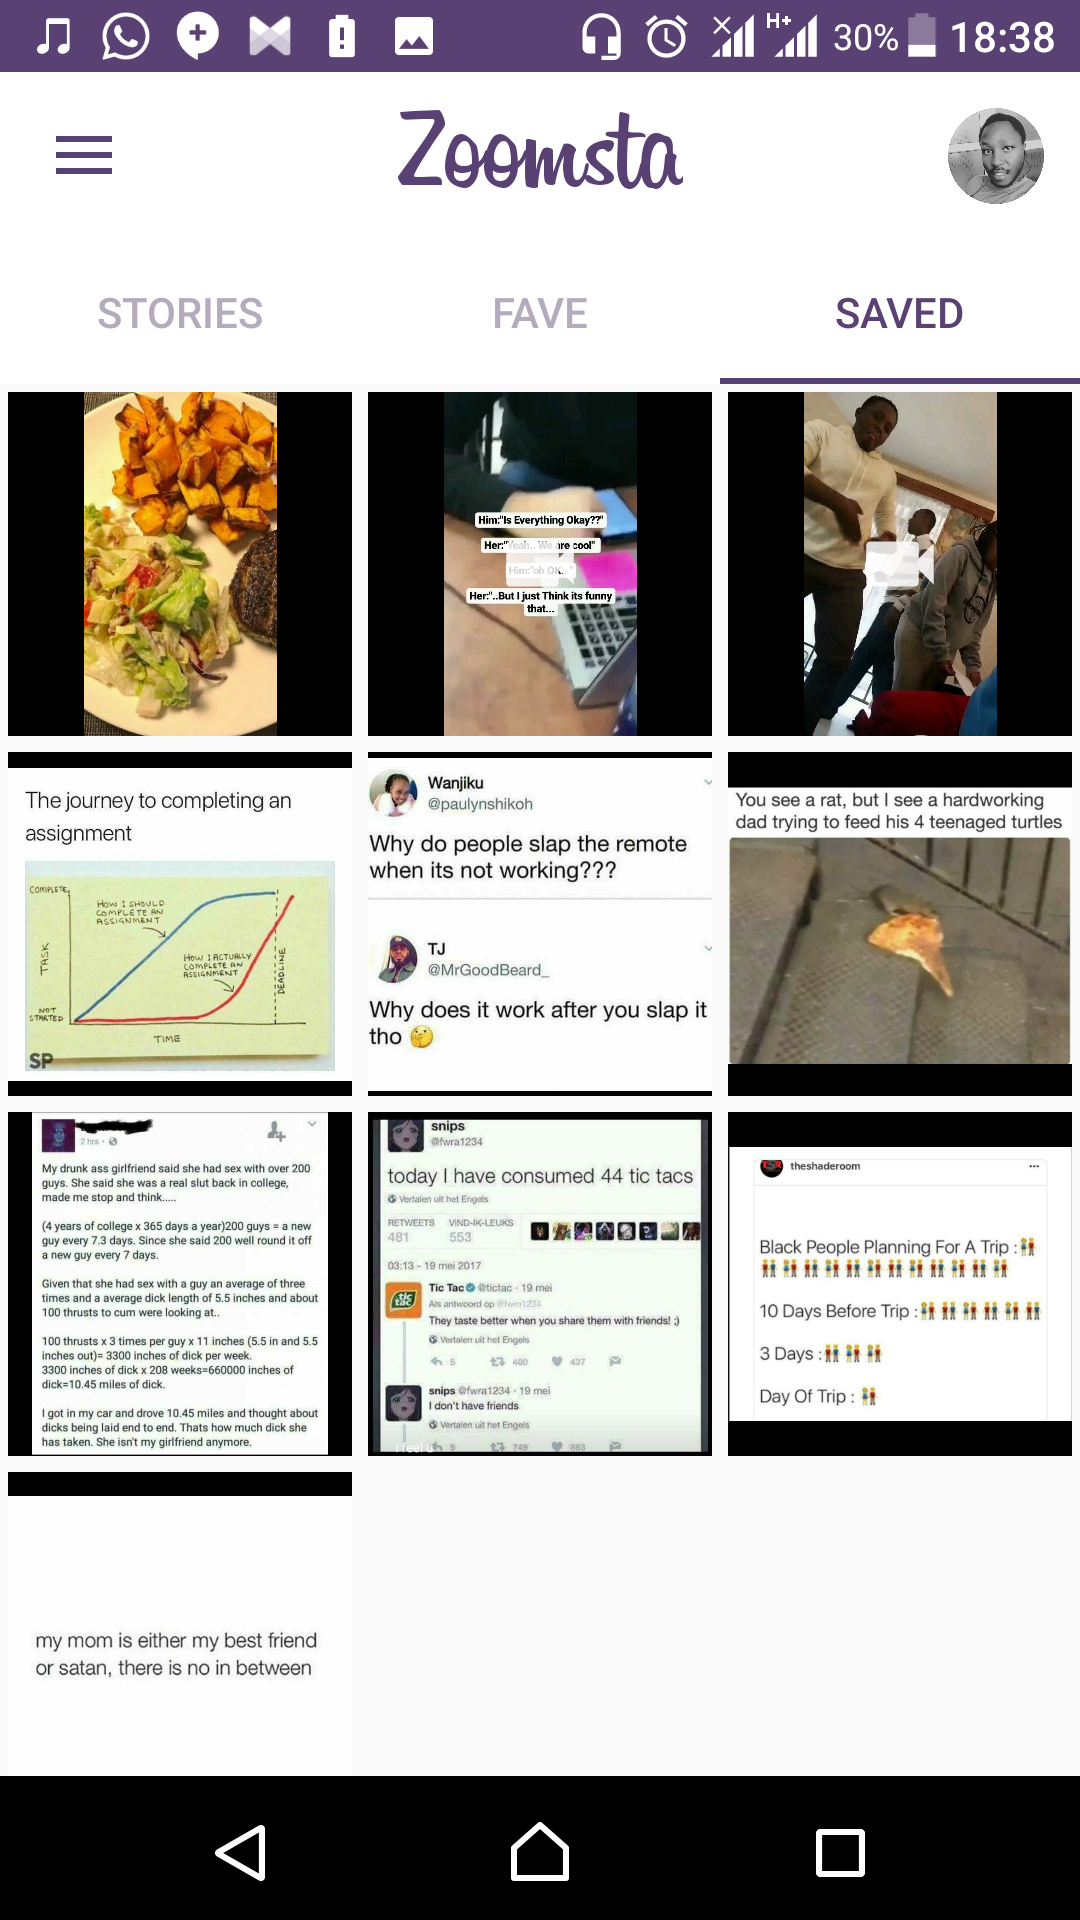 H+ 30% 18:38
Zoomsta
STORIES FAVE SAVED
Him:"Is Everything Okay??"
Her:"Yeah.. We are cool"
Him:"oh OK.. "
Her:"..But I just Think its funny
that...
The journey to completing an
assignment
COMPLETE
HOW I SHOULD
COMPLETE AN
ASSIGNMENT
TASK
HOW I ACTUALLY
COMPLETE AN
ASSIGNMENT
DEADLINE
NOT
STARTED
TIME
SP
Wanjiku
@paulynshikoh
Why do people slap the remote
when its not working???
TJ
@MrGoodBeard_
Why does it work after you slap it
tho 🤔
You see a rat, but I see a hardworking
dad trying to feed his 4 teenaged turtles
2 hrs ·
My drunk ass girlfriend said she had sex with over 200
guys. She said she was a real slut back in college,
made me stop and think.....
(4 years of college x 365 days a year)200 guys = a new
guy every 7.3 days. Since she said 200 well round it off
a new guy every 7 days.
Given that she had sex with a guy an average of three
times and a average dick length of 5.5 inches and about
100 thrusts to cum were looking at..
100 thrusts x 3 times per guy x 11 inches (5.5 in and 5.5
inches out)= 3300 inches of dick per week.
3300 inches of dick x 208 weeks=660000 inches of
dick=10.45 miles of dick.
I got in my car and drove 10.45 miles and thought about
dicks being laid end to end. Thats how much dick she
has taken. She isn't my girlfriend anymore.
snips
@fwra1234
today I have consumed 44 tic tacs
Vertalen uit het Engels
RETWEETS VIND-IK-LEUKS
481 553
03:13 - 19 mei 2017
tic tac
Tic Tac @tictac · 19 mei
Als antwoord op @fwra1234
They taste better when you share them with friends! ;)
Vertalen uit het Engels
5 400 437
snips @fwra1234 · 19 mei
I don't have friends
Vertalen uit het Engels
i feel u
5 749 883
TSR theshaderoom ...
Black People Planning For A Trip :
10 Days Before Trip :
3 Days :
Day Of Trip :
my mom is either my best friend
or satan, there is no in between